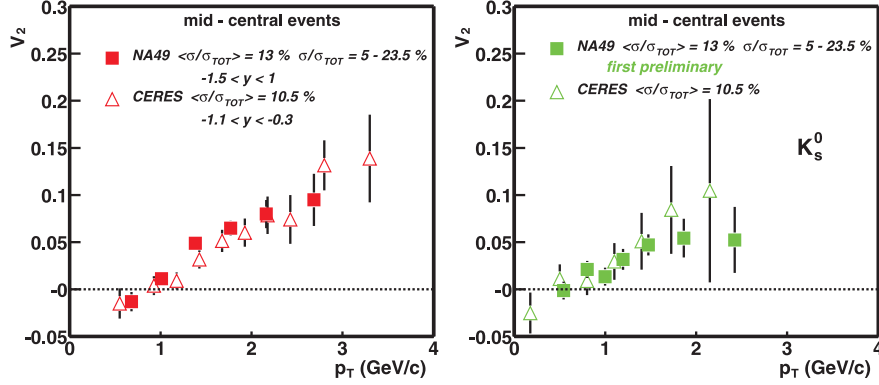 mid - central events
NA49 <σ/σTOT> = 13 % σ/σTOT = 5 - 23.5 %
-1.5 < y < 1
CERES <σ/σTOT> = 10.5 %
-1.1 < y < -0.3
V2
0.3
0.25
0.2
0.15
0.1
0.05
-0
-0.05
0 1 2 3 4
pT (GeV/c)
mid - central events
NA49 <σ/σTOT> = 13 % σ/σTOT = 5 - 23.5 %
first preliminary
CERES <σ/σTOT> = 10.5 %
K0s
V2
0.3
0.25
0.2
0.15
0.1
0.05
-0
-0.05
0 1 2 3 4
pT (GeV/c)